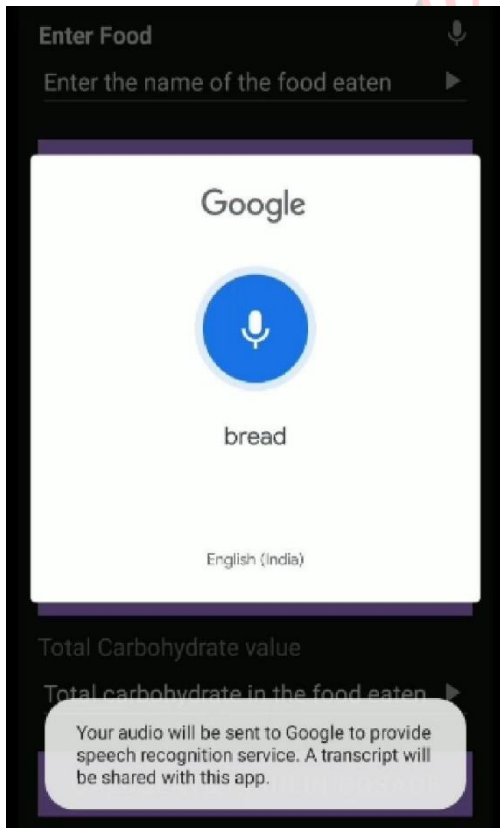 Enter Food
Enter the name of the food eaten
Google
bread
English (India)
Total Carbohydrate value
Total carbohydrate in the food eaten
Your audio will be sent to Google to provide
speech recognition service. A transcript will
be shared with this app.